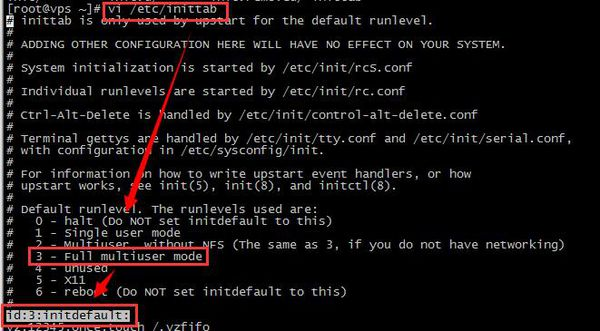 [root@vps ~]# vi /etc/inittab
# inittab is only used by upstart for the default runlevel.
#
# ADDING OTHER CONFIGURATION HERE WILL HAVE NO EFFECT ON YOUR SYSTEM.
#
# System initialization is started by /etc/init/rcS.conf
#
# Individual runlevels are started by /etc/init/rc.conf
#
# Ctrl-Alt-Delete is handled by /etc/init/control-alt-delete.conf
#
# Terminal gettys are handled by /etc/init/tty.conf and /etc/init/serial.conf,
# with configuration in /etc/sysconfig/init.
#
# For information on how to write upstart event handlers, or how
# upstart works, see init(5), init(8), and initctl(8).
#
# Default runlevel. The runlevels used are:
# 0 - halt (Do NOT set initdefault to this)
# 1 - Single user mode
# 2 - Multiuser, without NFS (The same as 3, if you do not have networking)
# 3 - Full multiuser mode
# 4 - unused
# 5 - X11
# 6 - reboot (Do NOT set initdefault to this)
#
id:3:initdefault:
vz:12345:once:touch /.vzfifo